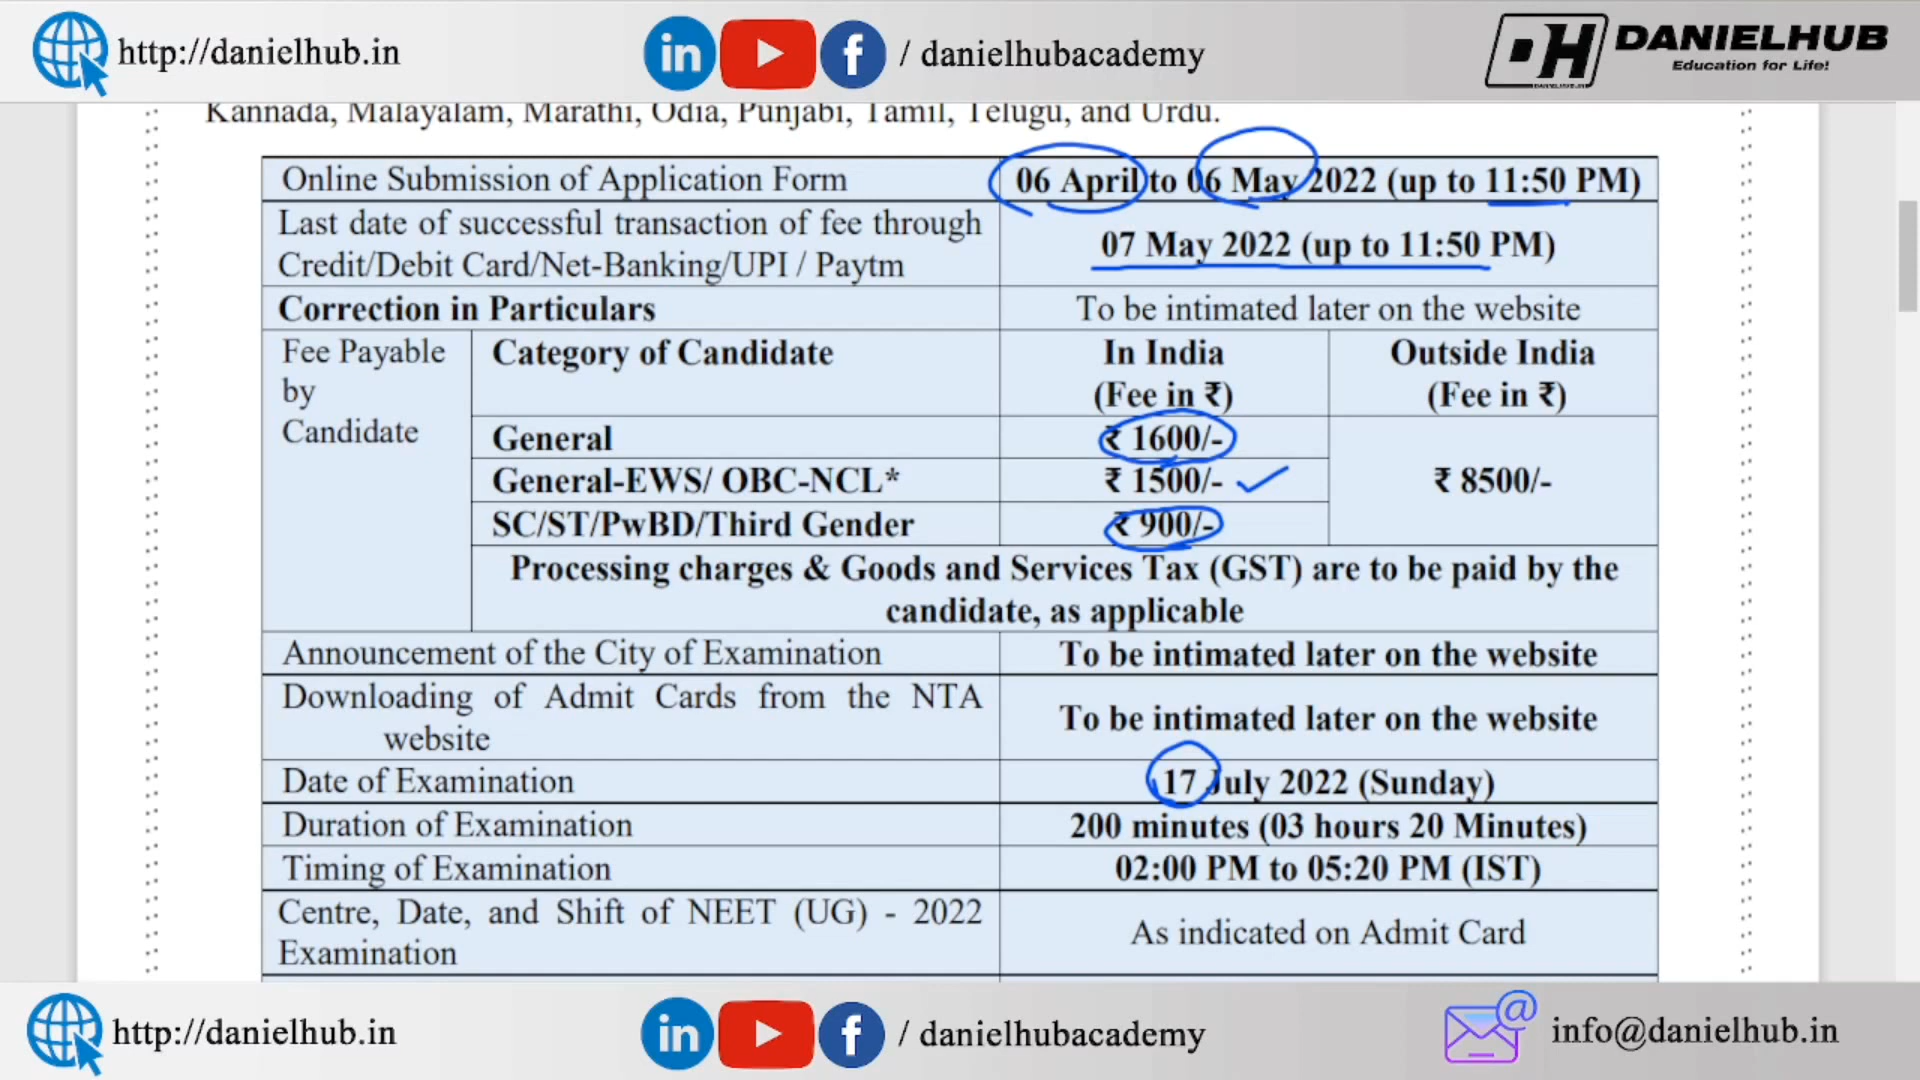 http://danielhub.in
in f / danielhubacademy
DH DANIELHUB
DANIELHUB.IN
Education for Life!
Kannada, Malayalam, Marathi, Odia, Punjabi, Tamil, Telugu, and Urdu.
Online Submission of Application Form 06 April to 06 May 2022 (up to 11:50 PM)
Last date of successful transaction of fee through
Credit/Debit Card/Net-Banking/UPI / Paytm
07 May 2022 (up to 11:50 PM)
Correction in Particulars To be intimated later on the website
Fee Payable
by
Candidate
Category of Candidate
In India
(Fee in ₹)
Outside India
(Fee in ₹)
General ₹ 1600/-
General-EWS/ OBC-NCL* ₹ 1500/- ₹ 8500/-
SC/ST/PwBD/Third Gender ₹ 900/-
Processing charges & Goods and Services Tax (GST) are to be paid by the
candidate, as applicable
Announcement of the City of Examination To be intimated later on the website
Downloading of Admit Cards from the NTA
website
To be intimated later on the website
Date of Examination 17 July 2022 (Sunday)
Duration of Examination 200 minutes (03 hours 20 Minutes)
Timing of Examination 02:00 PM to 05:20 PM (IST)
Centre, Date, and Shift of NEET (UG) - 2022
Examination
As indicated on Admit Card
http://danielhub.in
in f / danielhubacademy
@ info@danielhub.in